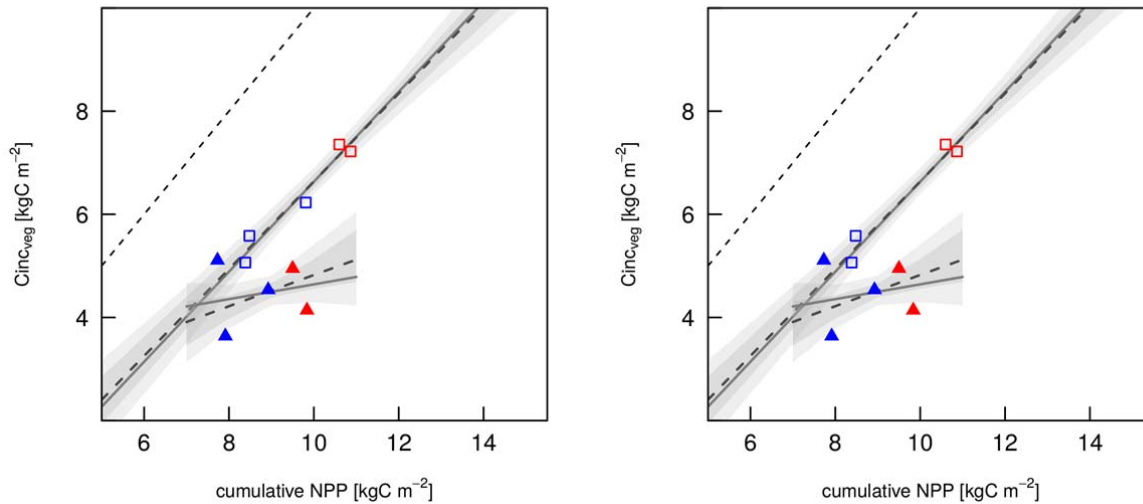 8
6
4
Cinc_veg [kgC m⁻²]
6 8 10 12 14
cumulative NPP [kgC m⁻²]
8
6
4
Cinc_veg [kgC m⁻²]
6 8 10 12 14
cumulative NPP [kgC m⁻²]